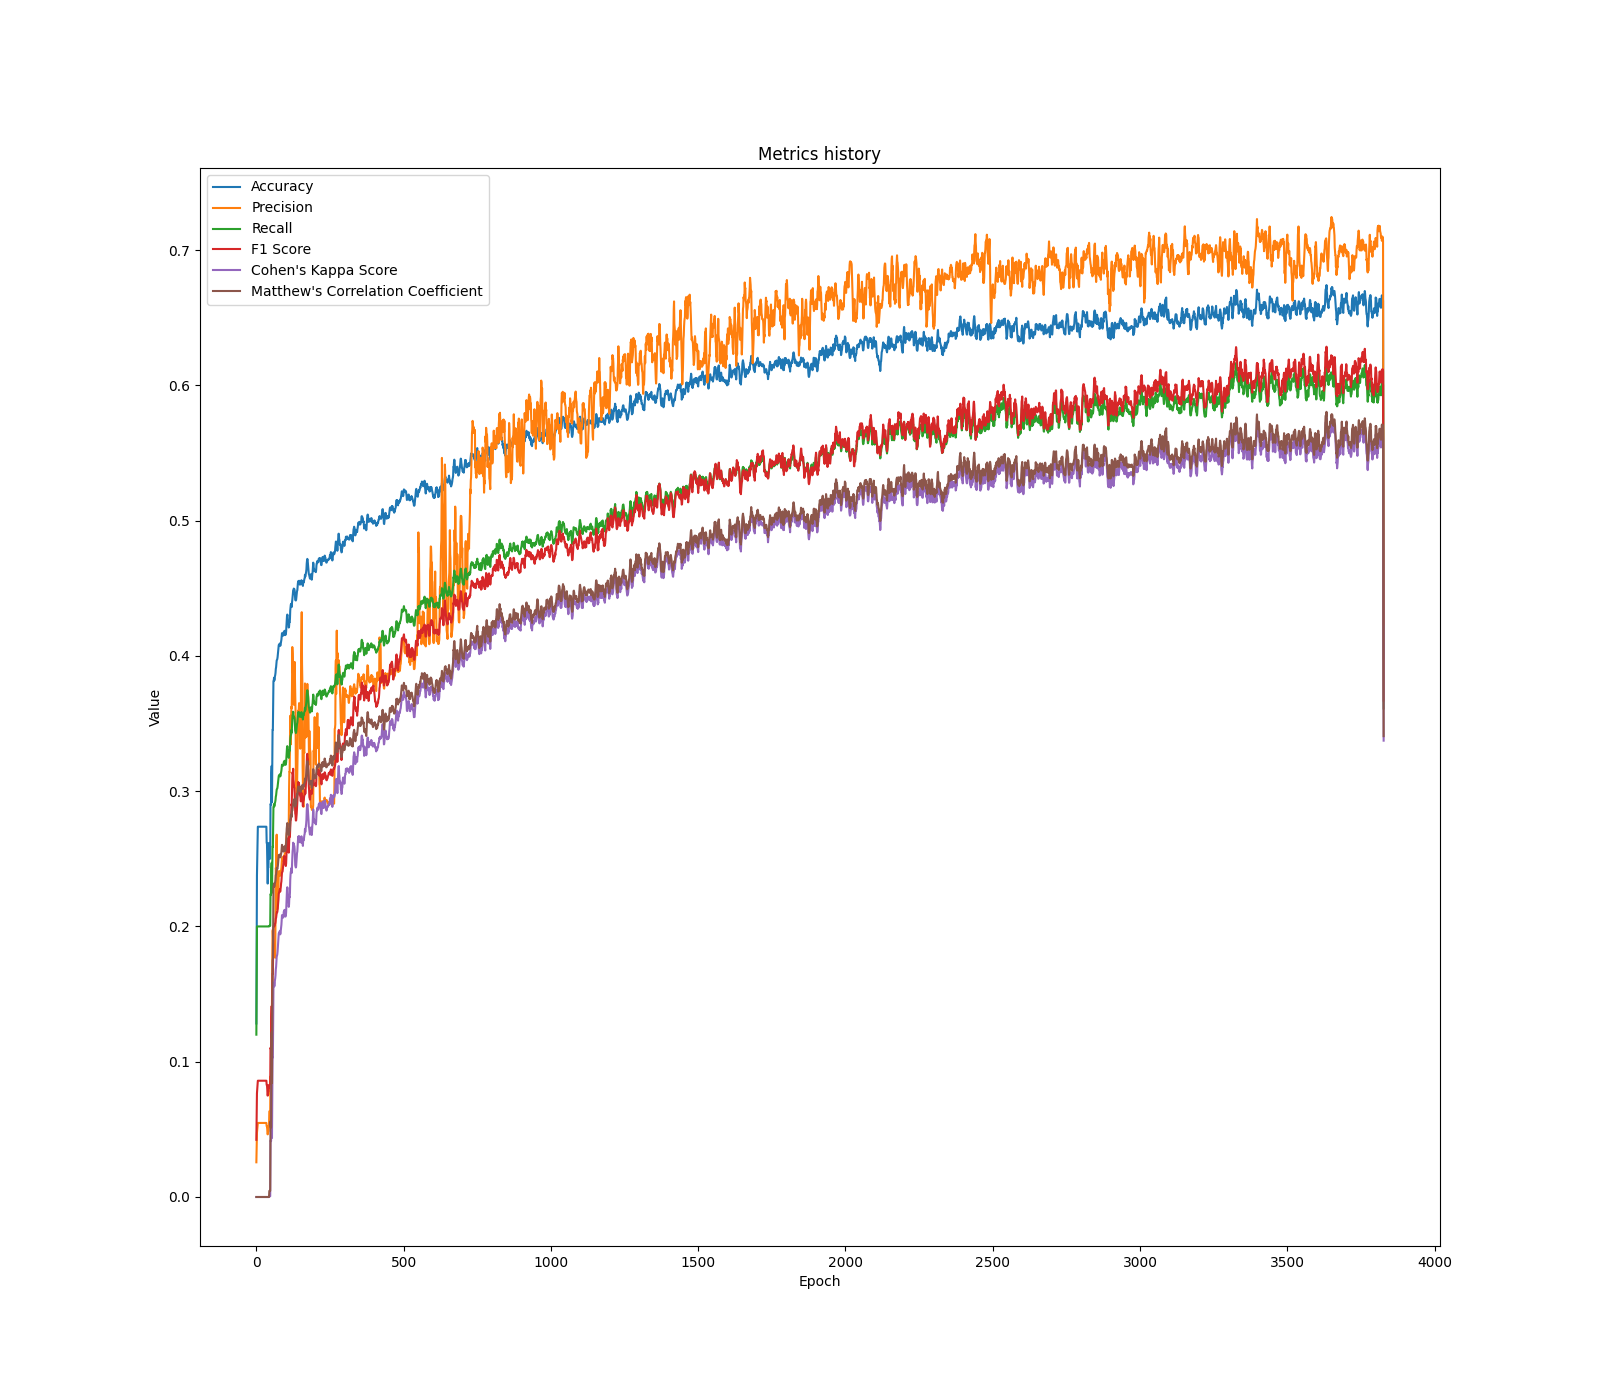 Metrics history
Accuracy
Precision
Recall
F1 Score
Cohen's Kappa Score
Matthew's Correlation Coefficient
0.7
0.6
0.5
0.4
0.3
0.2
0.1
0.0
Value
0 500 1000 1500 2000 2500 3000 3500 4000
Epoch